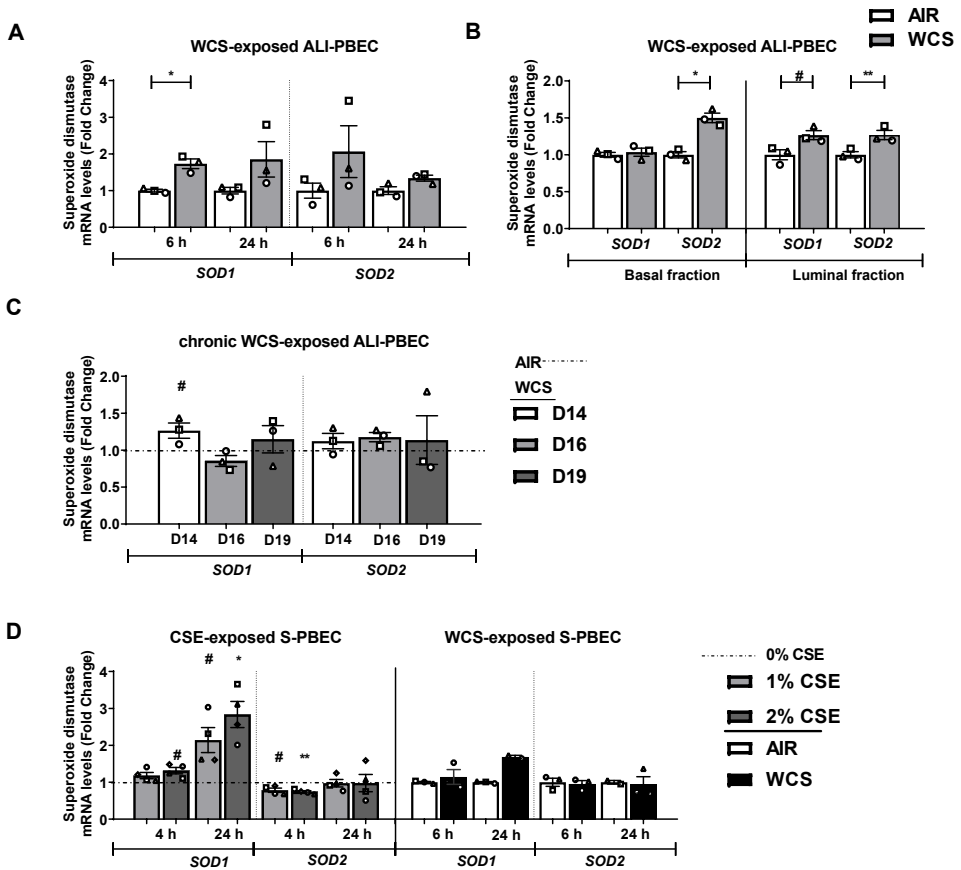 A
WCS-exposed ALI-PBEC
Superoxide dismutase
mRNA levels (Fold Change)
4
3
2
1
0
*
6 h
24 h
6 h
24 h
SOD1
SOD2
B
AIR
WCS
WCS-exposed ALI-PBEC
Superoxide dismutase
mRNA levels (Fold Change)
2.0
1.5
1.0
0.5
0.0
*
#
**
SOD1
SOD2
SOD1
SOD2
Basal fraction
Luminal fraction
C
chronic WCS-exposed ALI-PBEC
Superoxide dismutase
mRNA levels (Fold Change)
2.0
1.5
1.0
0.5
0.0
#
D14
D16
D19
D14
D16
D19
SOD1
SOD2
AIR
WCS
D14
D16
D19
D
CSE-exposed S-PBEC
WCS-exposed S-PBEC
Superoxide dismutase
mRNA levels (Fold Change)
4
3
2
1
0
#
#
*
#
**
4 h
24 h
4 h
24 h
6 h
24 h
6 h
24 h
SOD1
SOD2
SOD1
SOD2
0% CSE
1% CSE
2% CSE
AIR
WCS